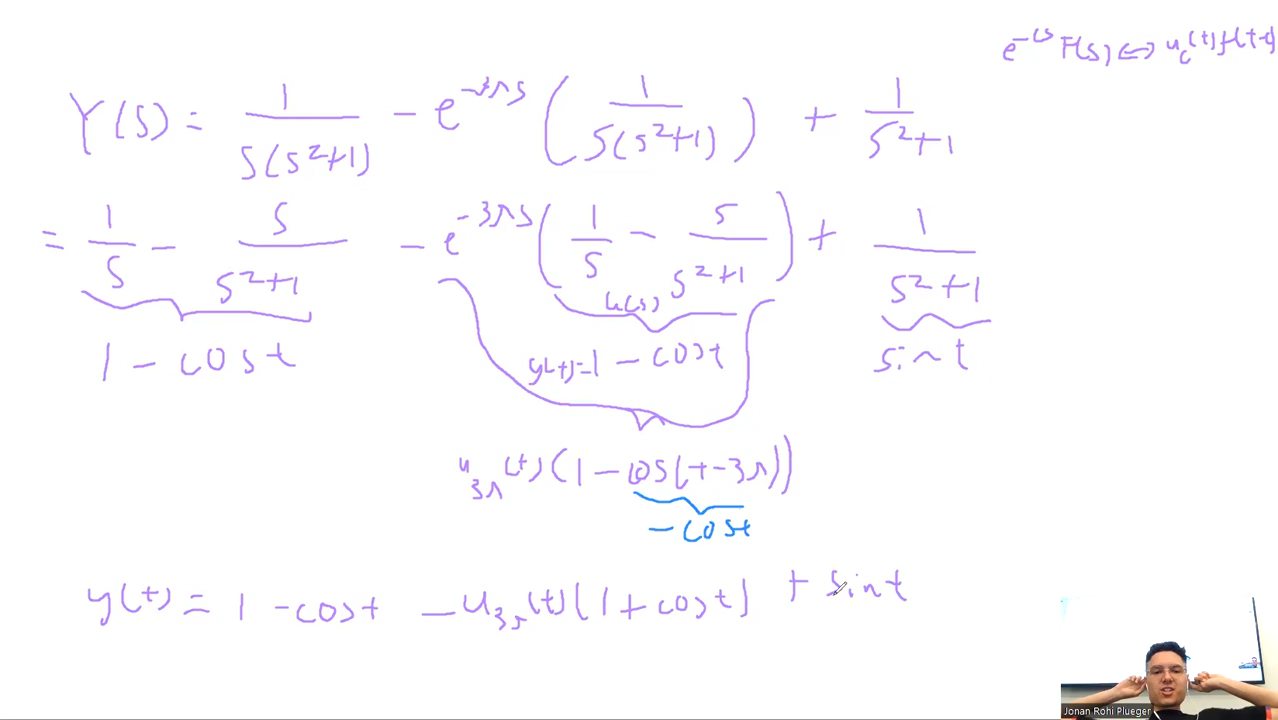 e^{-cs} F(s) ⟺ u_c(t) f(t-c)
Y(s) = 1/(s(s²+1)) - e^{-3πs} (1/(s(s²+1))) + 1/(s²+1)
= 1/s - s/(s²+1) - e^{-3πs} (1/s - s/(s²+1)) + 1/(s²+1)
1 - cos t
y(t)=1 - cos t
sin t
u_{3π}(t)(1 - cos(t-3π))
- cos t
y(t) = 1 - cos t - u_{3π}(t)(1 + cos t) + sin t
Jonan Rohi Plueger